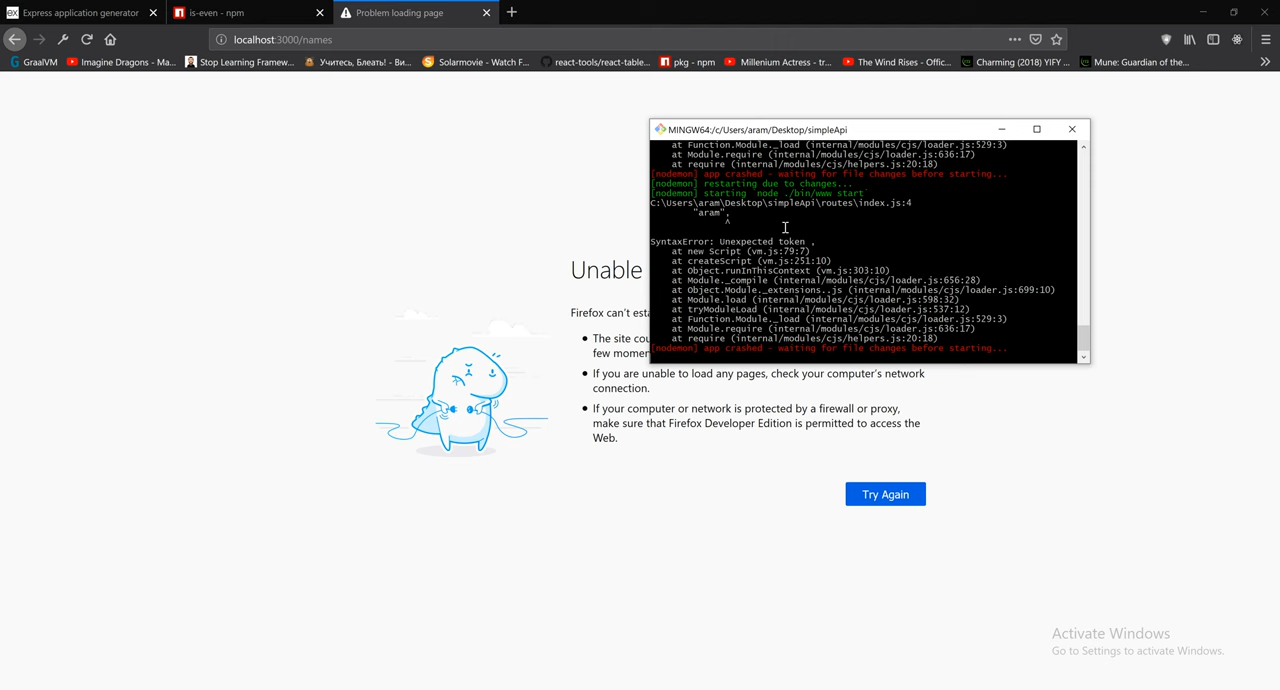 Express application generator
is-even - npm
Problem loading page
localhost:3000/names
GraalVM
Imagine Dragons - Ma...
Stop Learning Framew...
Учитесь, Блеать! - Ви...
Solarmovie - Watch F...
react-tools/react-table...
pkg - npm
Millenium Actress - tr...
The Wind Rises - Offic...
Charming (2018) YIFY ...
Mune: Guardian of the...
MINGW64:/c/Users/aram/Desktop/simpleApi
at Function.Module._load (internal/modules/cjs/loader.js:529:3)
at Module.require (internal/modules/cjs/loader.js:636:17)
at require (internal/modules/cjs/helpers.js:20:18)
[nodemon] app crashed - waiting for file changes before starting...
[nodemon] restarting due to changes...
[nodemon] starting `node ./bin/www start`
C:\Users\aram\Desktop\simpleApi\routes\index.js:4
"aram",
^
SyntaxError: Unexpected token ,
at new Script (vm.js:79:7)
at createScript (vm.js:251:10)
at Object.runInThisContext (vm.js:303:10)
at Module._compile (internal/modules/cjs/loader.js:656:28)
at Object.Module._extensions..js (internal/modules/cjs/loader.js:699:10)
at Module.load (internal/modules/cjs/loader.js:598:32)
at tryModuleLoad (internal/modules/cjs/loader.js:537:12)
at Function.Module._load (internal/modules/cjs/loader.js:529:3)
at Module.require (internal/modules/cjs/loader.js:636:17)
at require (internal/modules/cjs/helpers.js:20:18)
[nodemon] app crashed - waiting for file changes before starting...
Unable
Firefox can't esta
The site cou
few momen
If you are unable to load any pages, check your computer's network
connection.
If your computer or network is protected by a firewall or proxy,
make sure that Firefox Developer Edition is permitted to access the
Web.
Try Again
Activate Windows
Go to Settings to activate Windows.